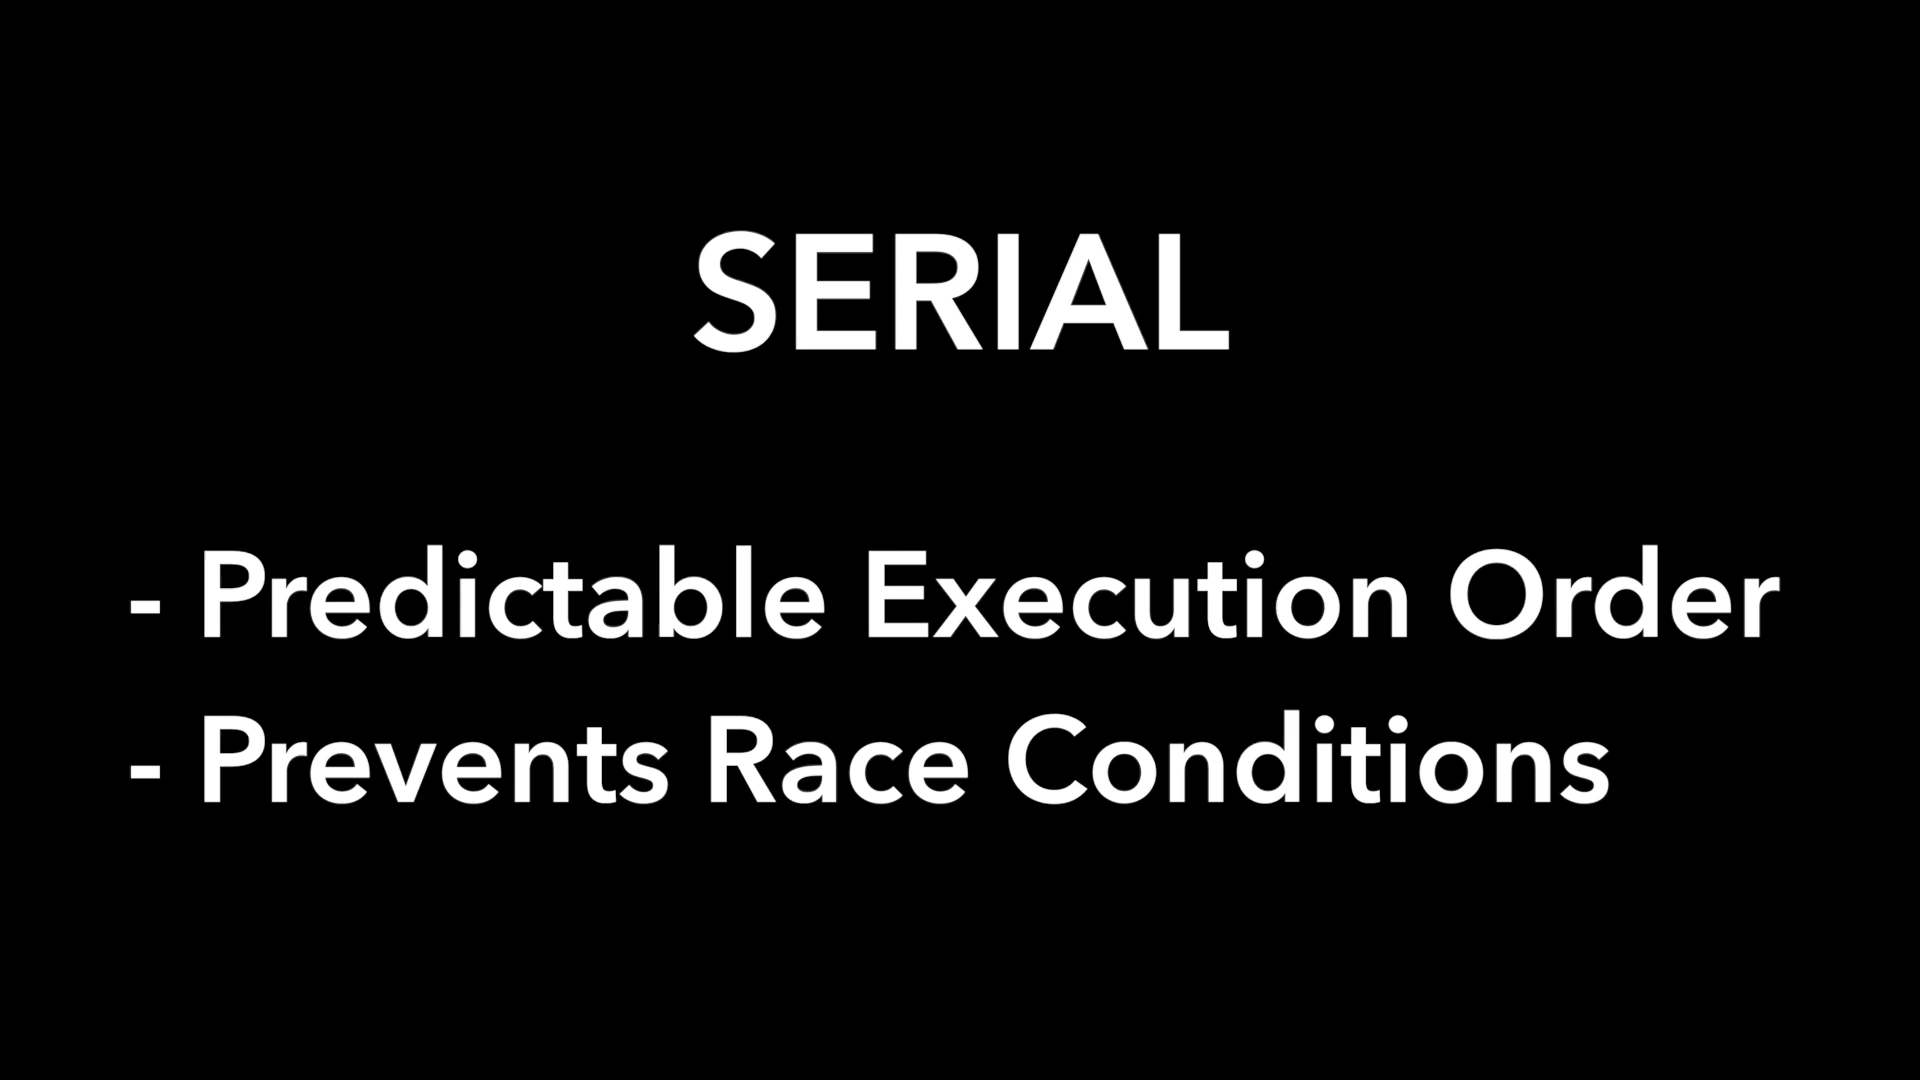 SERIAL
- Predictable Execution Order
- Prevents Race Conditions